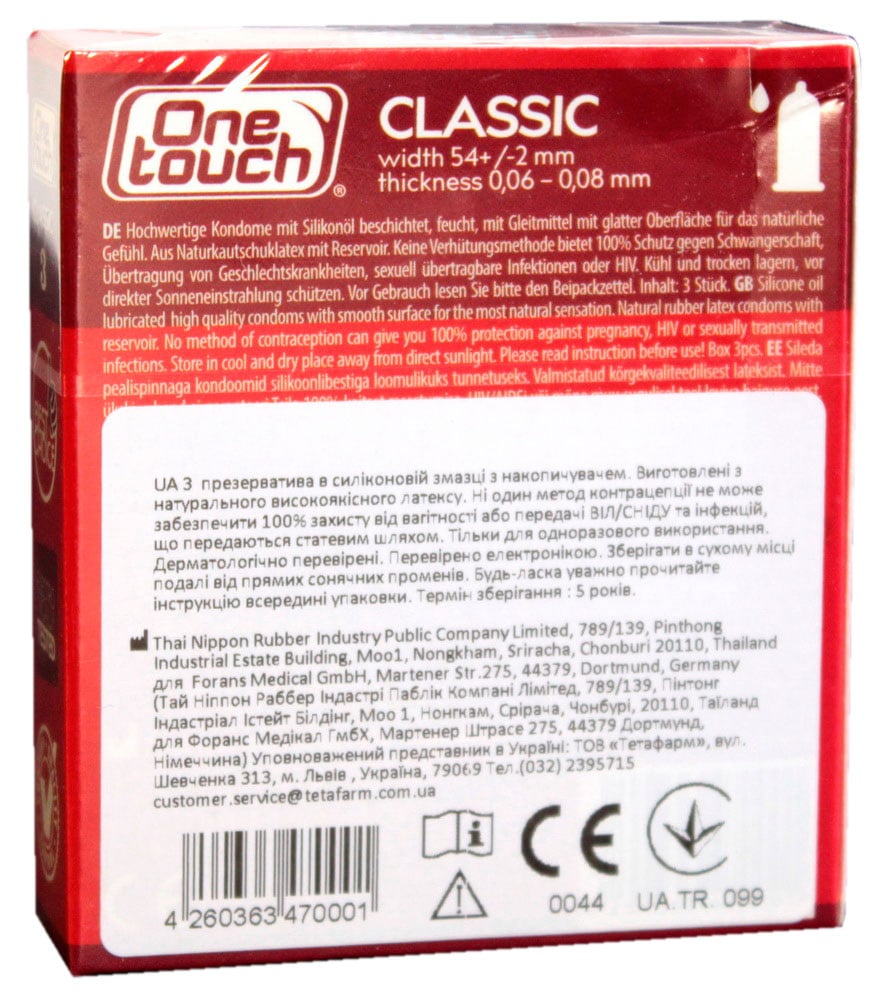 One
touch®
CLASSIC
width 54+/-2 mm
thickness 0,06 – 0,08 mm
DE Hochwertige Kondome mit Silikonöl beschichtet, feucht, mit Gleitmittel mit glatter Oberfläche für das natürliche
Gefühl. Aus Naturkautschuklatex mit Reservoir. Keine Verhütungsmethode bietet 100% Schutz gegen Schwangerschaft,
Übertragung von Geschlechtskrankheiten, sexuell übertragbare Infektionen oder HIV. Kühl und trocken lagern, vor
direkter Sonneneinstrahlung schützen. Vor Gebrauch lesen Sie bitte den Beipackzettel. Inhalt: 3 Stück. GB Silicone oil
lubricated high quality condoms with smooth surface for the most natural sensation. Natural rubber latex condoms with
reservoir. No method of contraception can give you 100% protection against pregnancy, HIV or sexually transmitted
infections. Store in cool and dry place away from direct sunlight. Please read instruction before use! Box 3pcs. EE Sileda
pealispinnaga kondoomid silikoonlibestiga loomulikuks tunnetuseks. Valmistatud kõrgekvaliteedilisest lateksist. Mitte
UA 3 презерватива в силіконовій змазці з накопичувачем. Виготовлені з
натурального високоякісного латексу. Ні один метод контрацепції не може
забезпечити 100% захисту від вагітності або передачі ВІЛ/СНІДУ та інфекцій,
що передаються статевим шляхом. Тільки для одноразового використання.
Дерматологічно перевірені. Перевірено електронікою. Зберігати в сухому місці
подалі від прямих сонячних променів. Будь-ласка уважно прочитайте
інструкцію всередині упаковки. Термін зберігання : 5 років.
Thai Nippon Rubber Industry Public Company Limited, 789/139, Pinthong
Industrial Estate Building, Moo1, Nongkham, Sriracha, Chonburi 20110, Thailand
для Forans Medical GmbH, Martener Str.275, 44379, Dortmund, Germany
(Тай Ніппон Раббер Індастрі Паблік Компані Лімітед, 789/139, Пінтонг
Індастріал Істейт Білдінг, Моо 1, Нонгкам, Срірача, Чонбурі, 20110, Таїланд
для Форанс Медікал ГмбХ, Мартенер Штрасе 275, 44379 Дортмунд,
Німеччина) Уповноважений представник в Україні: ТОВ «Тетафарм», вул.
Шевченка 313, м. Львів , Україна, 79069 Тел.(032) 2395715
customer.service@tetafarm.com.ua
4 260363 470001
CE
0044
UA.TR. 099